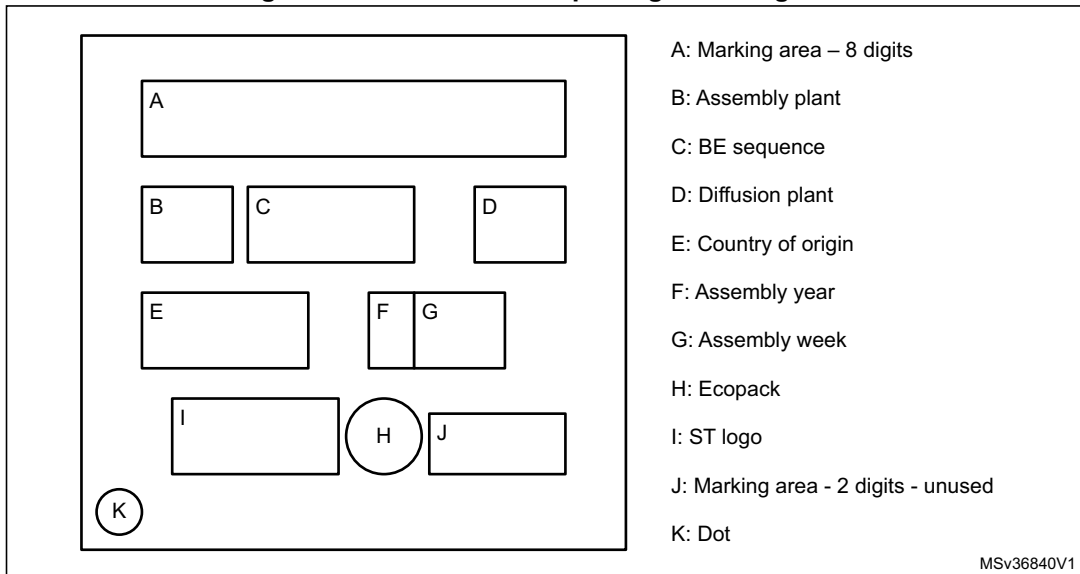 A
B
C
D
E
F
G
I
H
J
K
A: Marking area – 8 digits
B: Assembly plant
C: BE sequence
D: Diffusion plant
E: Country of origin
F: Assembly year
G: Assembly week
H: Ecopack
I: ST logo
J: Marking area - 2 digits - unused
K: Dot
MSv36840V1